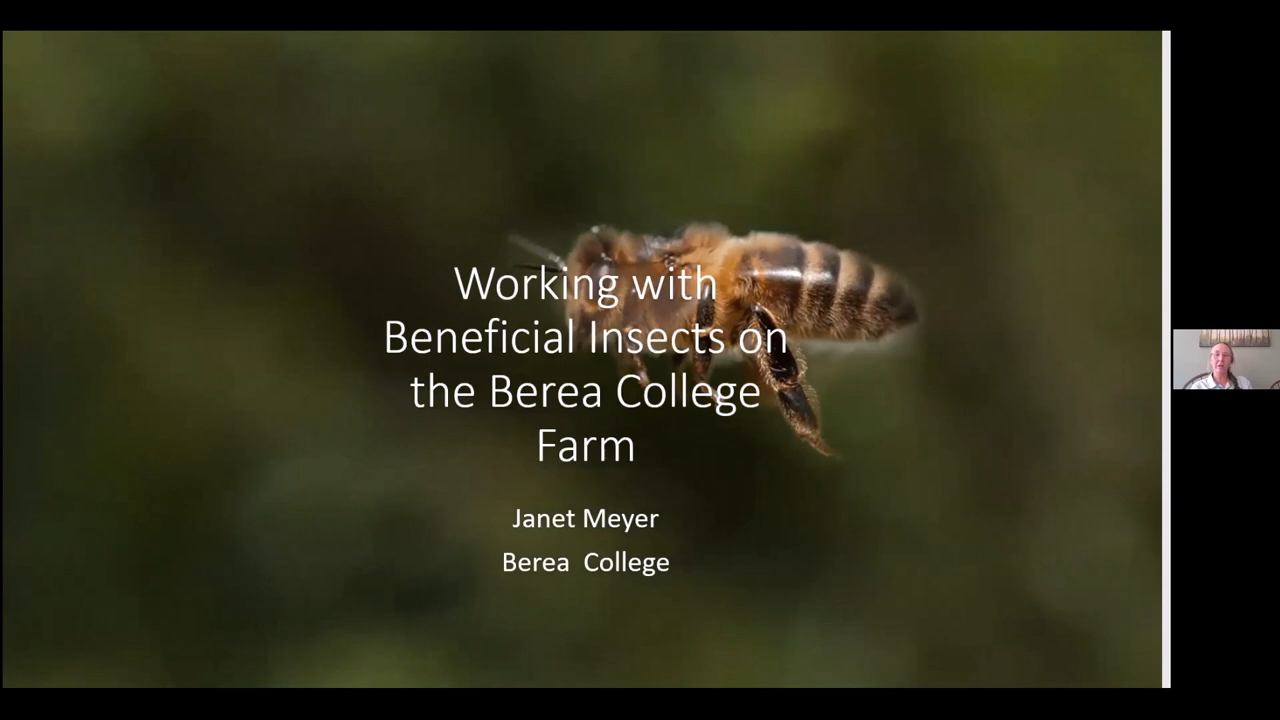 Working with
Beneficial Insects on
the Berea College
Farm
Janet Meyer
Berea  College